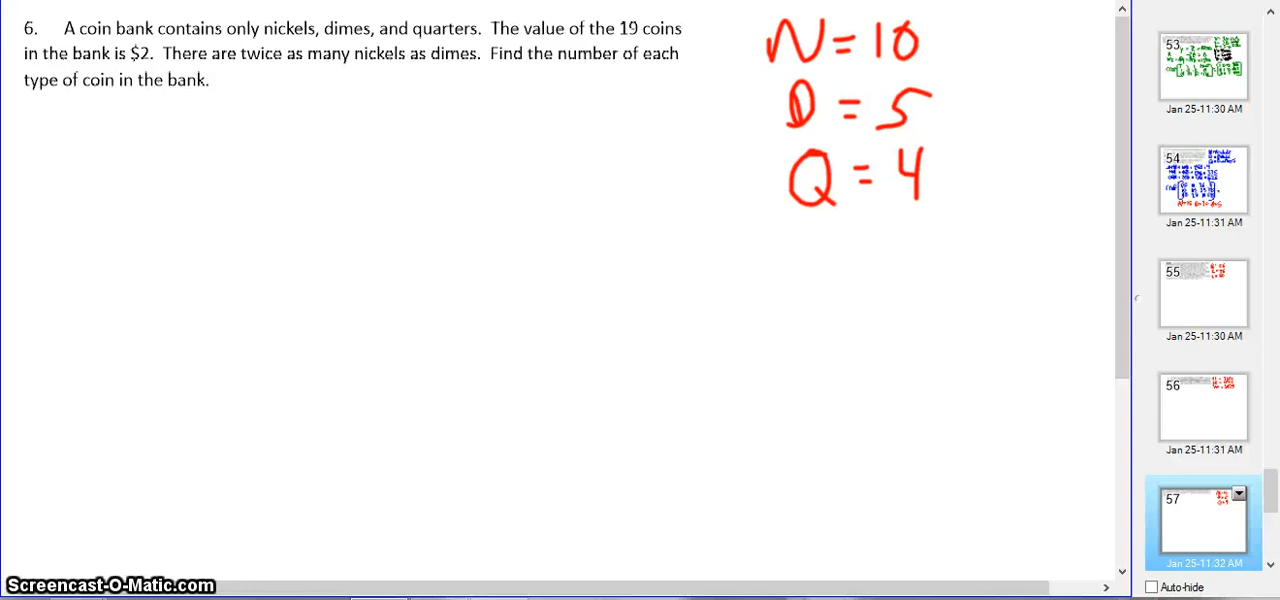 6. A coin bank contains only nickels, dimes, and quarters. The value of the 19 coins
in the bank is $2. There are twice as many nickels as dimes. Find the number of each
type of coin in the bank.
N = 10
D = 5
Q = 4
53
Jan 25-11:30 AM
54
Jan 25-11:31 AM
55
Jan 25-11:30 AM
56
Jan 25-11:31 AM
57
Jan 25-11:32 AM
Auto-hide
Screencast-O-Matic.com